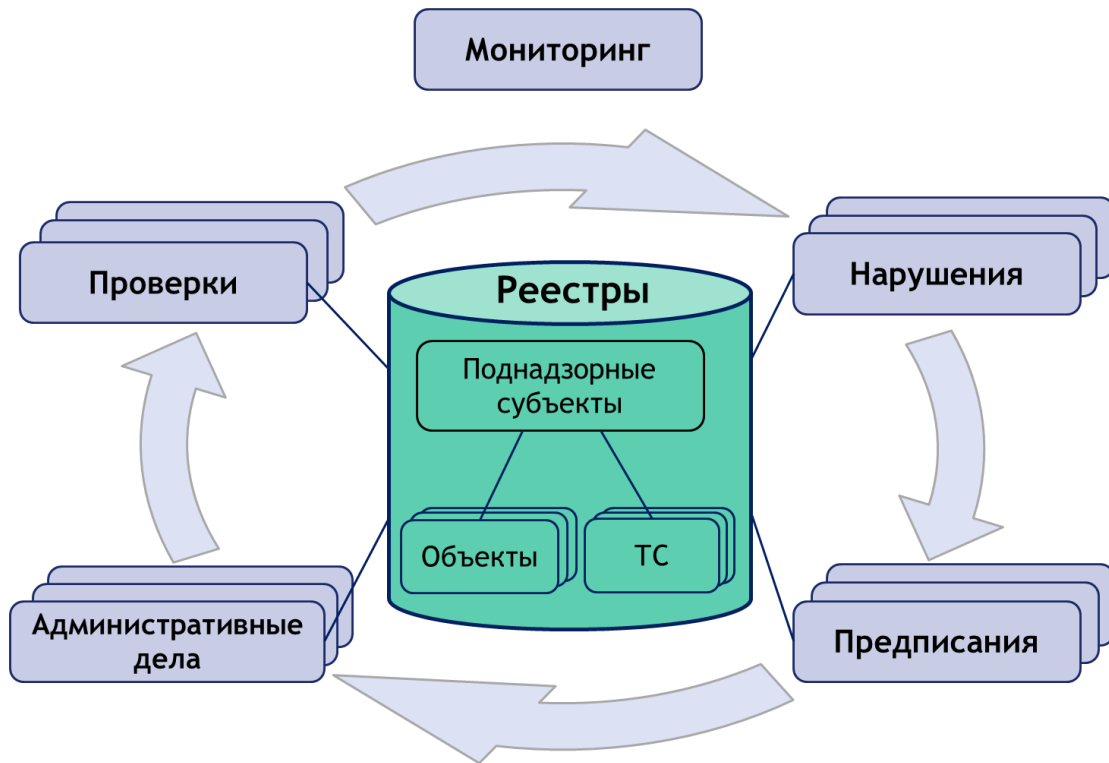 Мониторинг
Проверки
Нарушения
Реестры
Поднадзорные
субъекты
Объекты
ТС
Административные
дела
Предписания